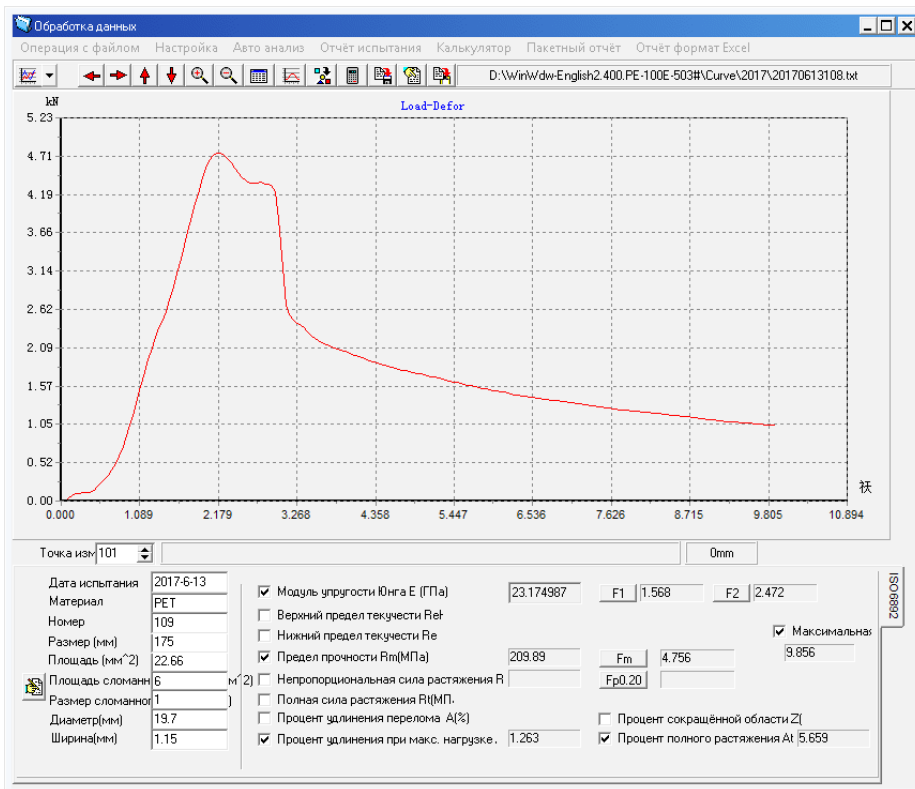 Обработка данных
Операция с файлом Настройка Авто анализ Отчёт испытания Калькулятор Пакетный отчёт Отчёт формат Excel
D:\WinWdw-English2.400.PE-100E-503#\Curve\2017\20170613108.txt
kN
Load-Defor
5.23
4.71
4.19
3.66
3.14
2.62
2.09
1.57
1.05
0.52
0.00
祆
0.000 1.089 2.179 3.268 4.358 5.447 6.536 7.626 8.715 9.805 10.894
Точка изм 101 0mm
Дата испытания 2017-6-13
Материал PET
Номер 109
Размер (мм) 175
Площадь (мм^2) 22.66
Площадь сломанн 6 м^2)
Размер сломанног 1 )
Диаметр(мм) 19.7
Ширина(мм) 1.15
Модуль упругости Юнга E (ГПа) 23.174987 F1 1.568 F2 2.472
Верхний предел текучести ReH
Нижний предел текучести Re
Максимальная
Предел прочности Rm(МПа) 209.89 Fm 4.756 9.856
Непропорциональная сила растяжения R Fp0.20
Полная сила растяжения Rt(МП.
Процент удлинения перелома A(%) Процент сокращённой области Z(
Процент удлинения при макс. нагрузке. 1.263 Процент полного растяжения At 5.659
ISO6892